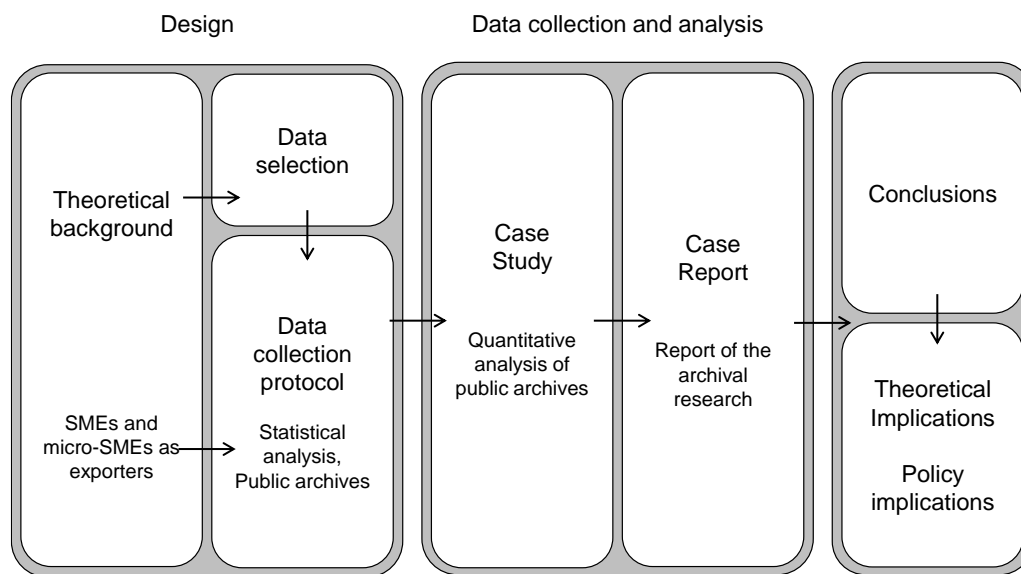 Design
Data collection and analysis
Theoretical
background
SMEs and
micro-SMEs as
exporters
Data
selection
Data
collection
protocol
Statistical
analysis,
Public archives
Case
Study
Quantitative
analysis of
public archives
Case
Report
Report of the
archival
research
Conclusions
Theoretical
Implications
Policy
implications